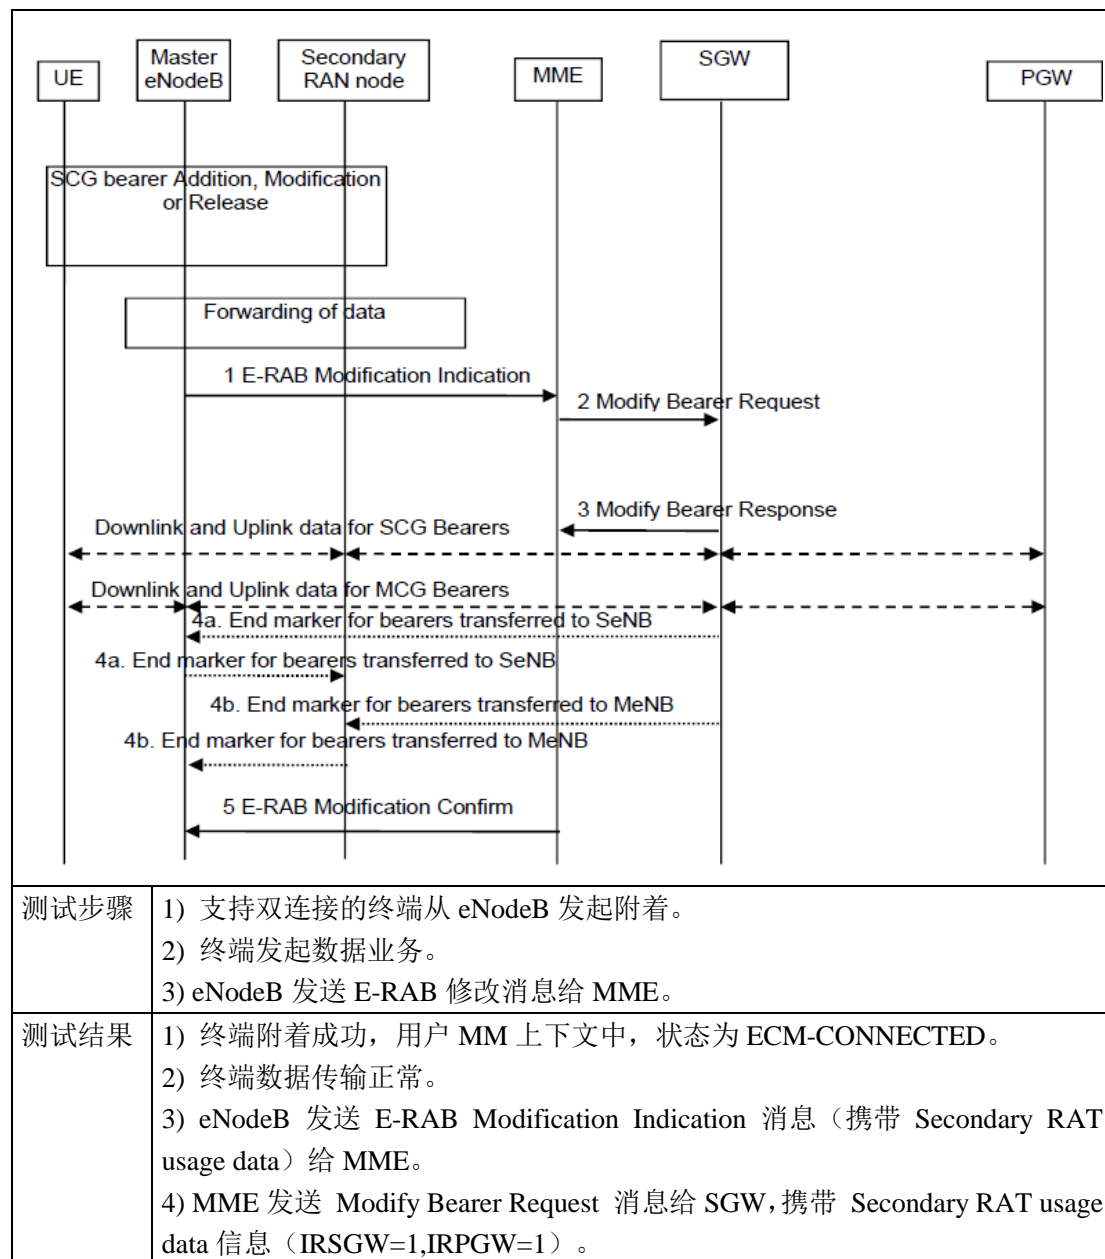 UE
Master
eNodeB
Secondary
RAN node
MME
SGW
PGW
SCG bearer Addition, Modification
or Release
Forwarding of data
1 E-RAB Modification Indication
2 Modify Bearer Request
3 Modify Bearer Response
Downlink and Uplink data for SCG Bearers
Downlink and Uplink data for MCG Bearers
4a. End marker for bearers transferred to SeNB
4a. End marker for bearers transferred to SeNB
4b. End marker for bearers transferred to MeNB
4b. End marker for bearers transferred to MeNB
5 E-RAB Modification Confirm
测试步骤
1) 支持双连接的终端从 eNodeB 发起附着。
2) 终端发起数据业务。
3) eNodeB 发送 E-RAB 修改消息给 MME。
测试结果
1) 终端附着成功，用户 MM 上下文中，状态为 ECM-CONNECTED。
2) 终端数据传输正常。
3) eNodeB 发送 E-RAB Modification Indication 消息（携带 Secondary RAT
usage data）给 MME。
4) MME 发送 Modify Bearer Request 消息给 SGW，携带 Secondary RAT usage
data 信息（IRSGW=1,IRPGW=1）。